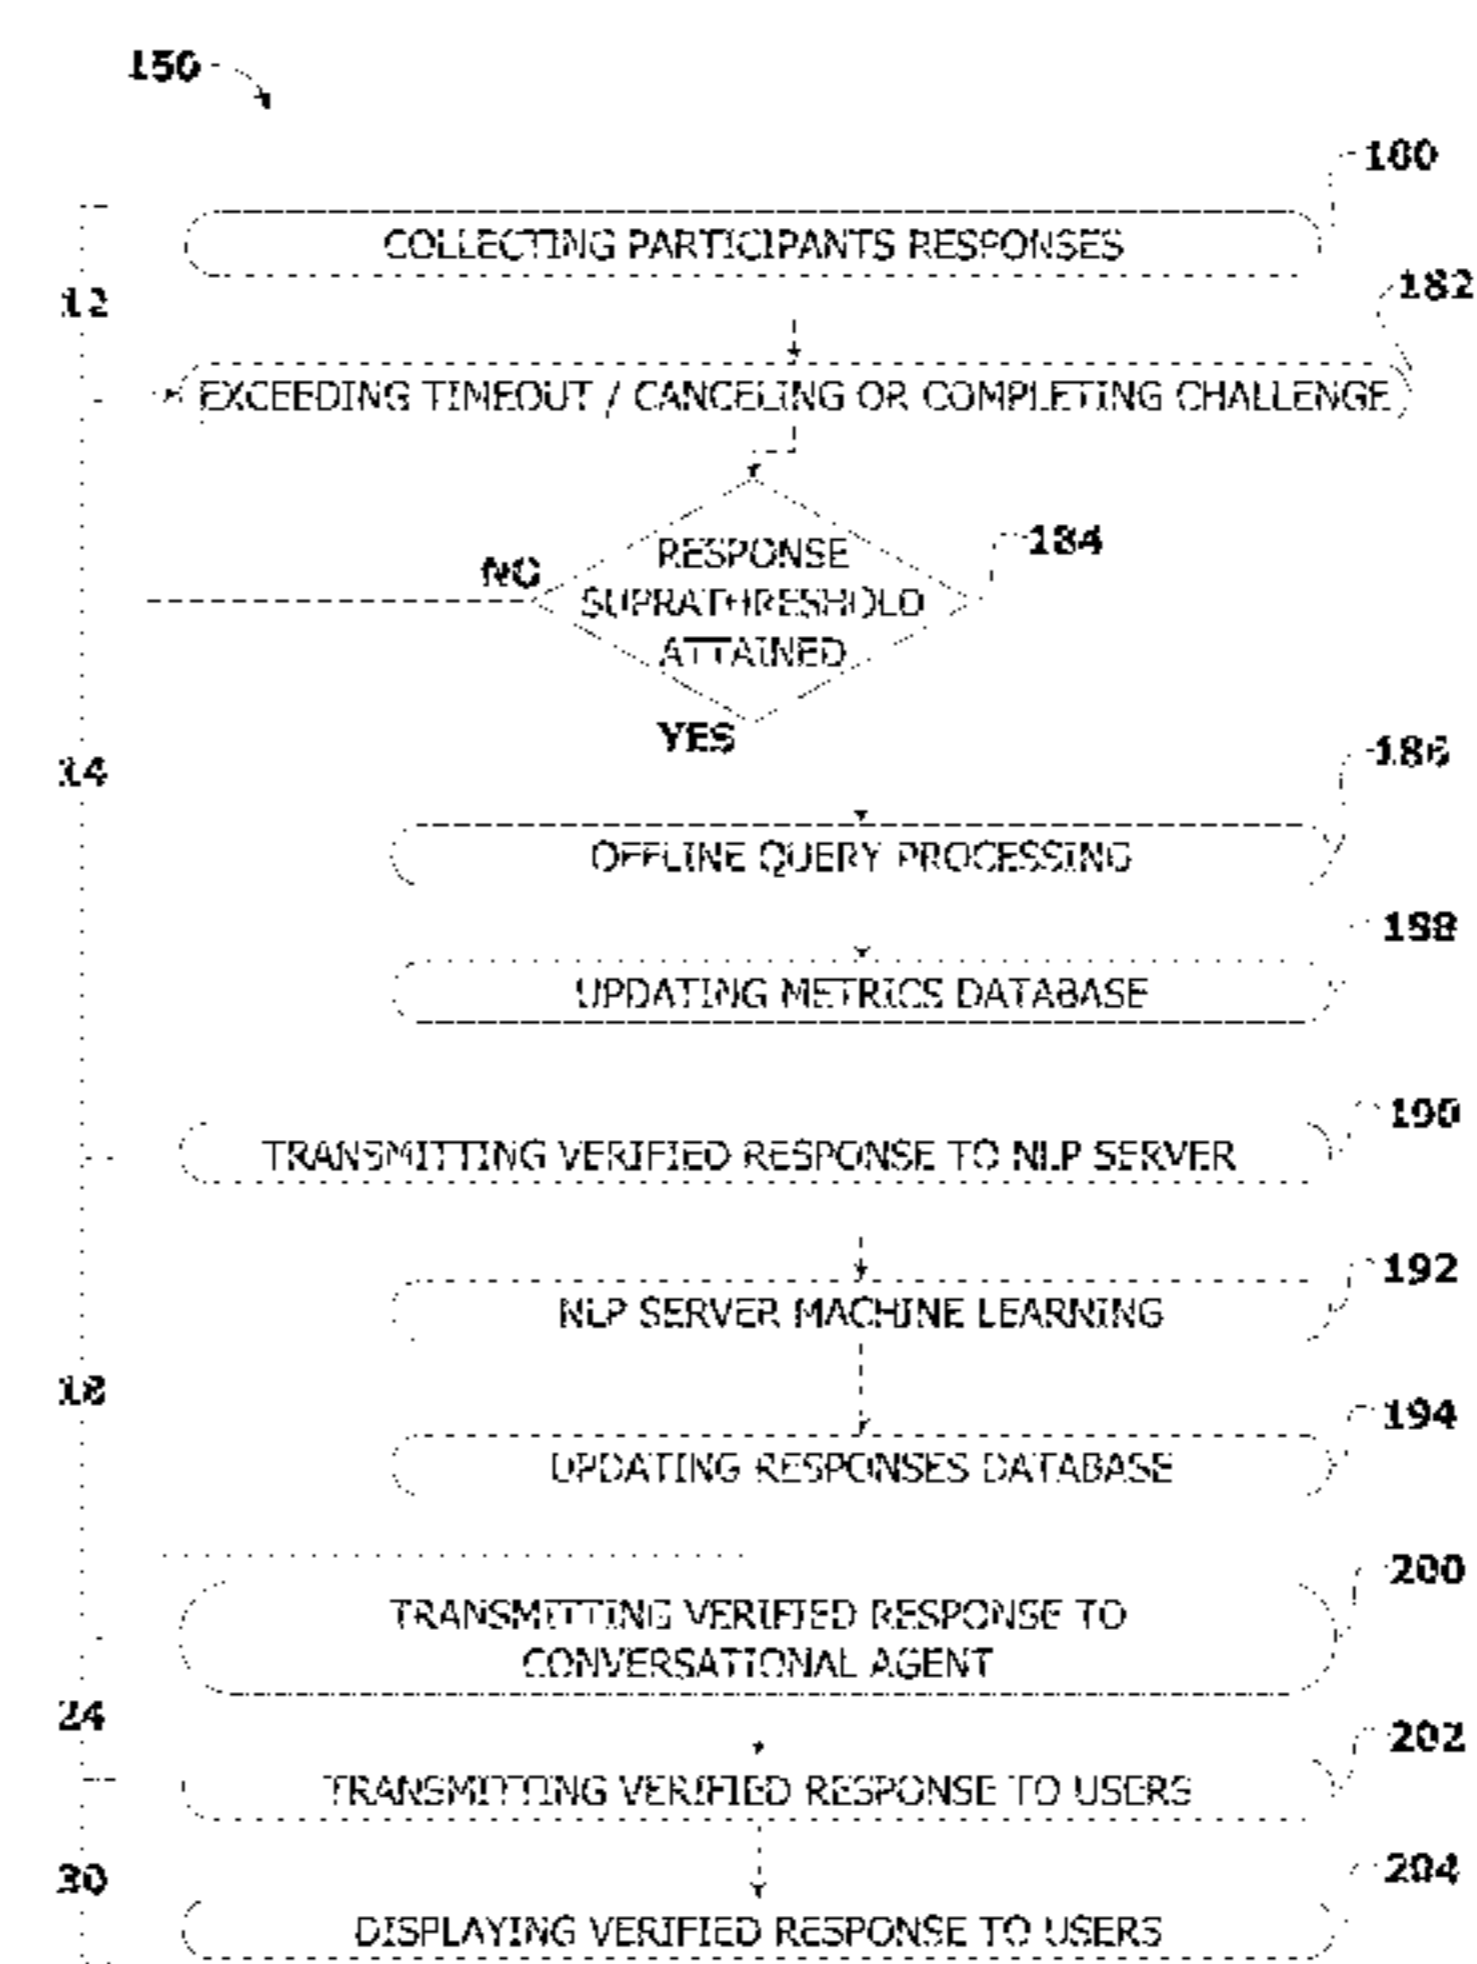 150
180
COLLECTING PARTICIPANTS RESPONSES
12
182
EXCEEDING TIMEOUT / CANCELING OR COMPLETING CHALLENGE
184
NO
RESPONSE
SUPRATHRESHOLD
ATTAINED
YES
14
186
OFFLINE QUERY PROCESSING
188
UPDATING METRICS DATABASE
190
TRANSMITTING VERIFIED RESPONSE TO NLP SERVER
192
NLP SERVER MACHINE LEARNING
18
194
UPDATING RESPONSES DATABASE
200
TRANSMITTING VERIFIED RESPONSE TO
CONVERSATIONAL AGENT
24
202
TRANSMITTING VERIFIED RESPONSE TO USERS
30
204
DISPLAYING VERIFIED RESPONSE TO USERS